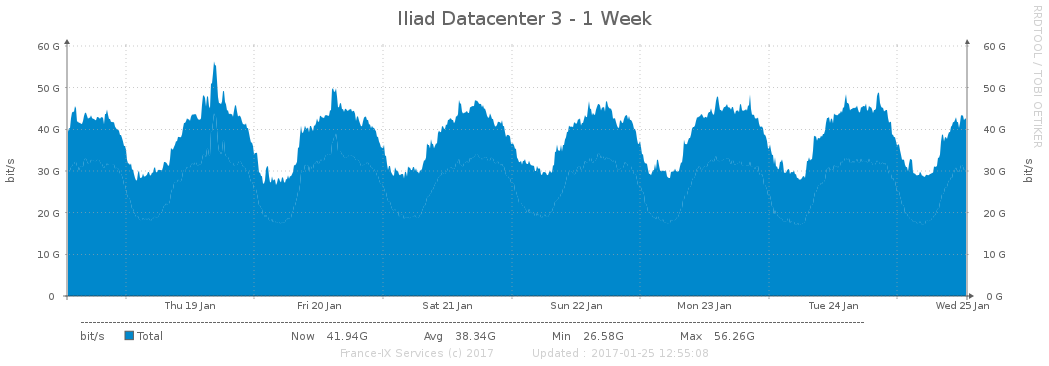 Iliad Datacenter 3 - 1 Week
RRDTOOL / TOBI OETIKER
bit/s
60 G 60 G
50 G 50 G
40 G 40 G
30 G 30 G
20 G 20 G
10 G 10 G
0 0 G
bit/s
Thu 19 Jan Fri 20 Jan Sat 21 Jan Sun 22 Jan Mon 23 Jan Tue 24 Jan Wed 25 Jan
bit/s Total Now 41.94G Avg 38.34G Min 26.58G Max 56.26G
France-IX Services (c) 2017 Updated : 2017-01-25 12:55:08